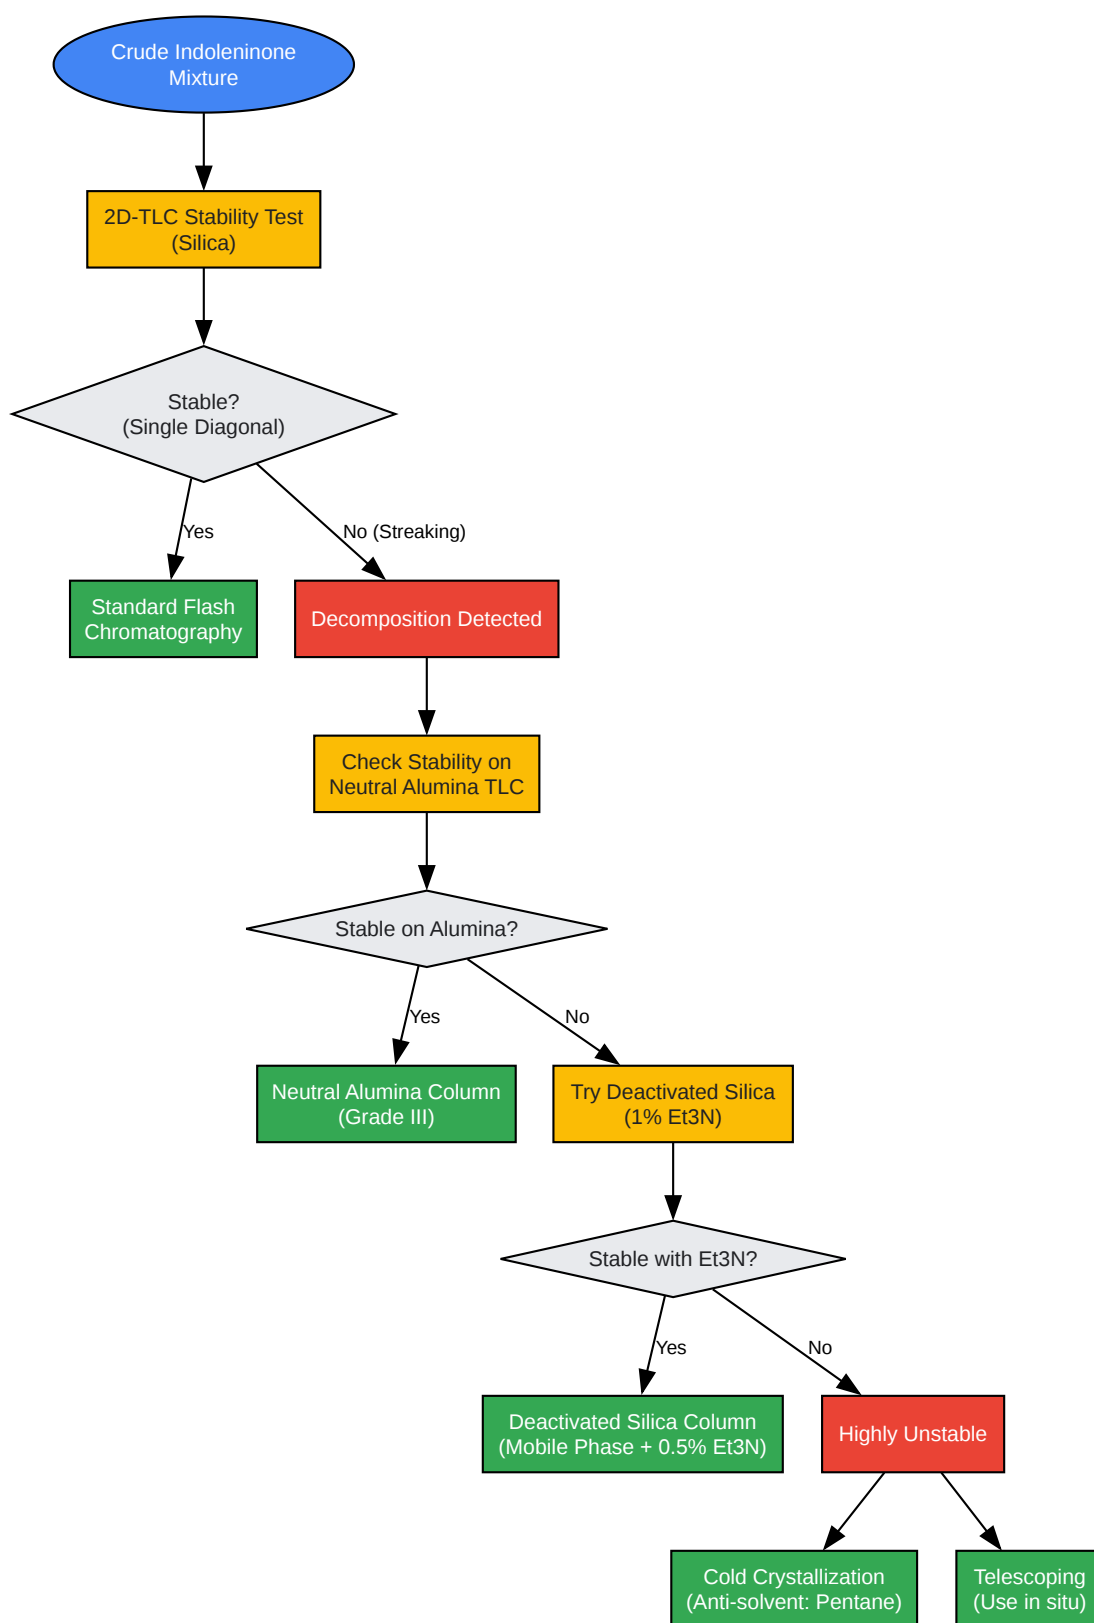 Crude Indoleninone
Mixture
2D-TLC Stability Test
(Silica)
Stable?
(Single Diagonal)
Yes
No (Streaking)
Standard Flash
Chromatography
Decomposition Detected
Check Stability on
Neutral Alumina TLC
Stable on Alumina?
Yes
No
Neutral Alumina Column
(Grade III)
Try Deactivated Silica
(1% Et3N)
Stable with Et3N?
Yes
No
Deactivated Silica Column
(Mobile Phase + 0.5% Et3N)
Highly Unstable
Cold Crystallization
(Anti-solvent: Pentane)
Telescoping
(Use in situ)